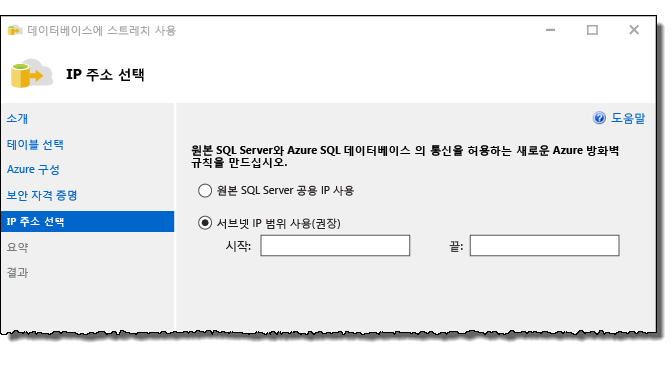 데이터베이스에 스트레치 사용
IP 주소 선택
소개
테이블 선택
Azure 구성
보안 자격 증명
IP 주소 선택
요약
결과
도움말
원본 SQL Server와 Azure SQL 데이터베이스 의 통신을 허용하는 새로운 Azure 방화벽
규칙을 만드십시오.
원본 SQL Server 공용 IP 사용
서브넷 IP 범위 사용(권장)
시작: 끝: